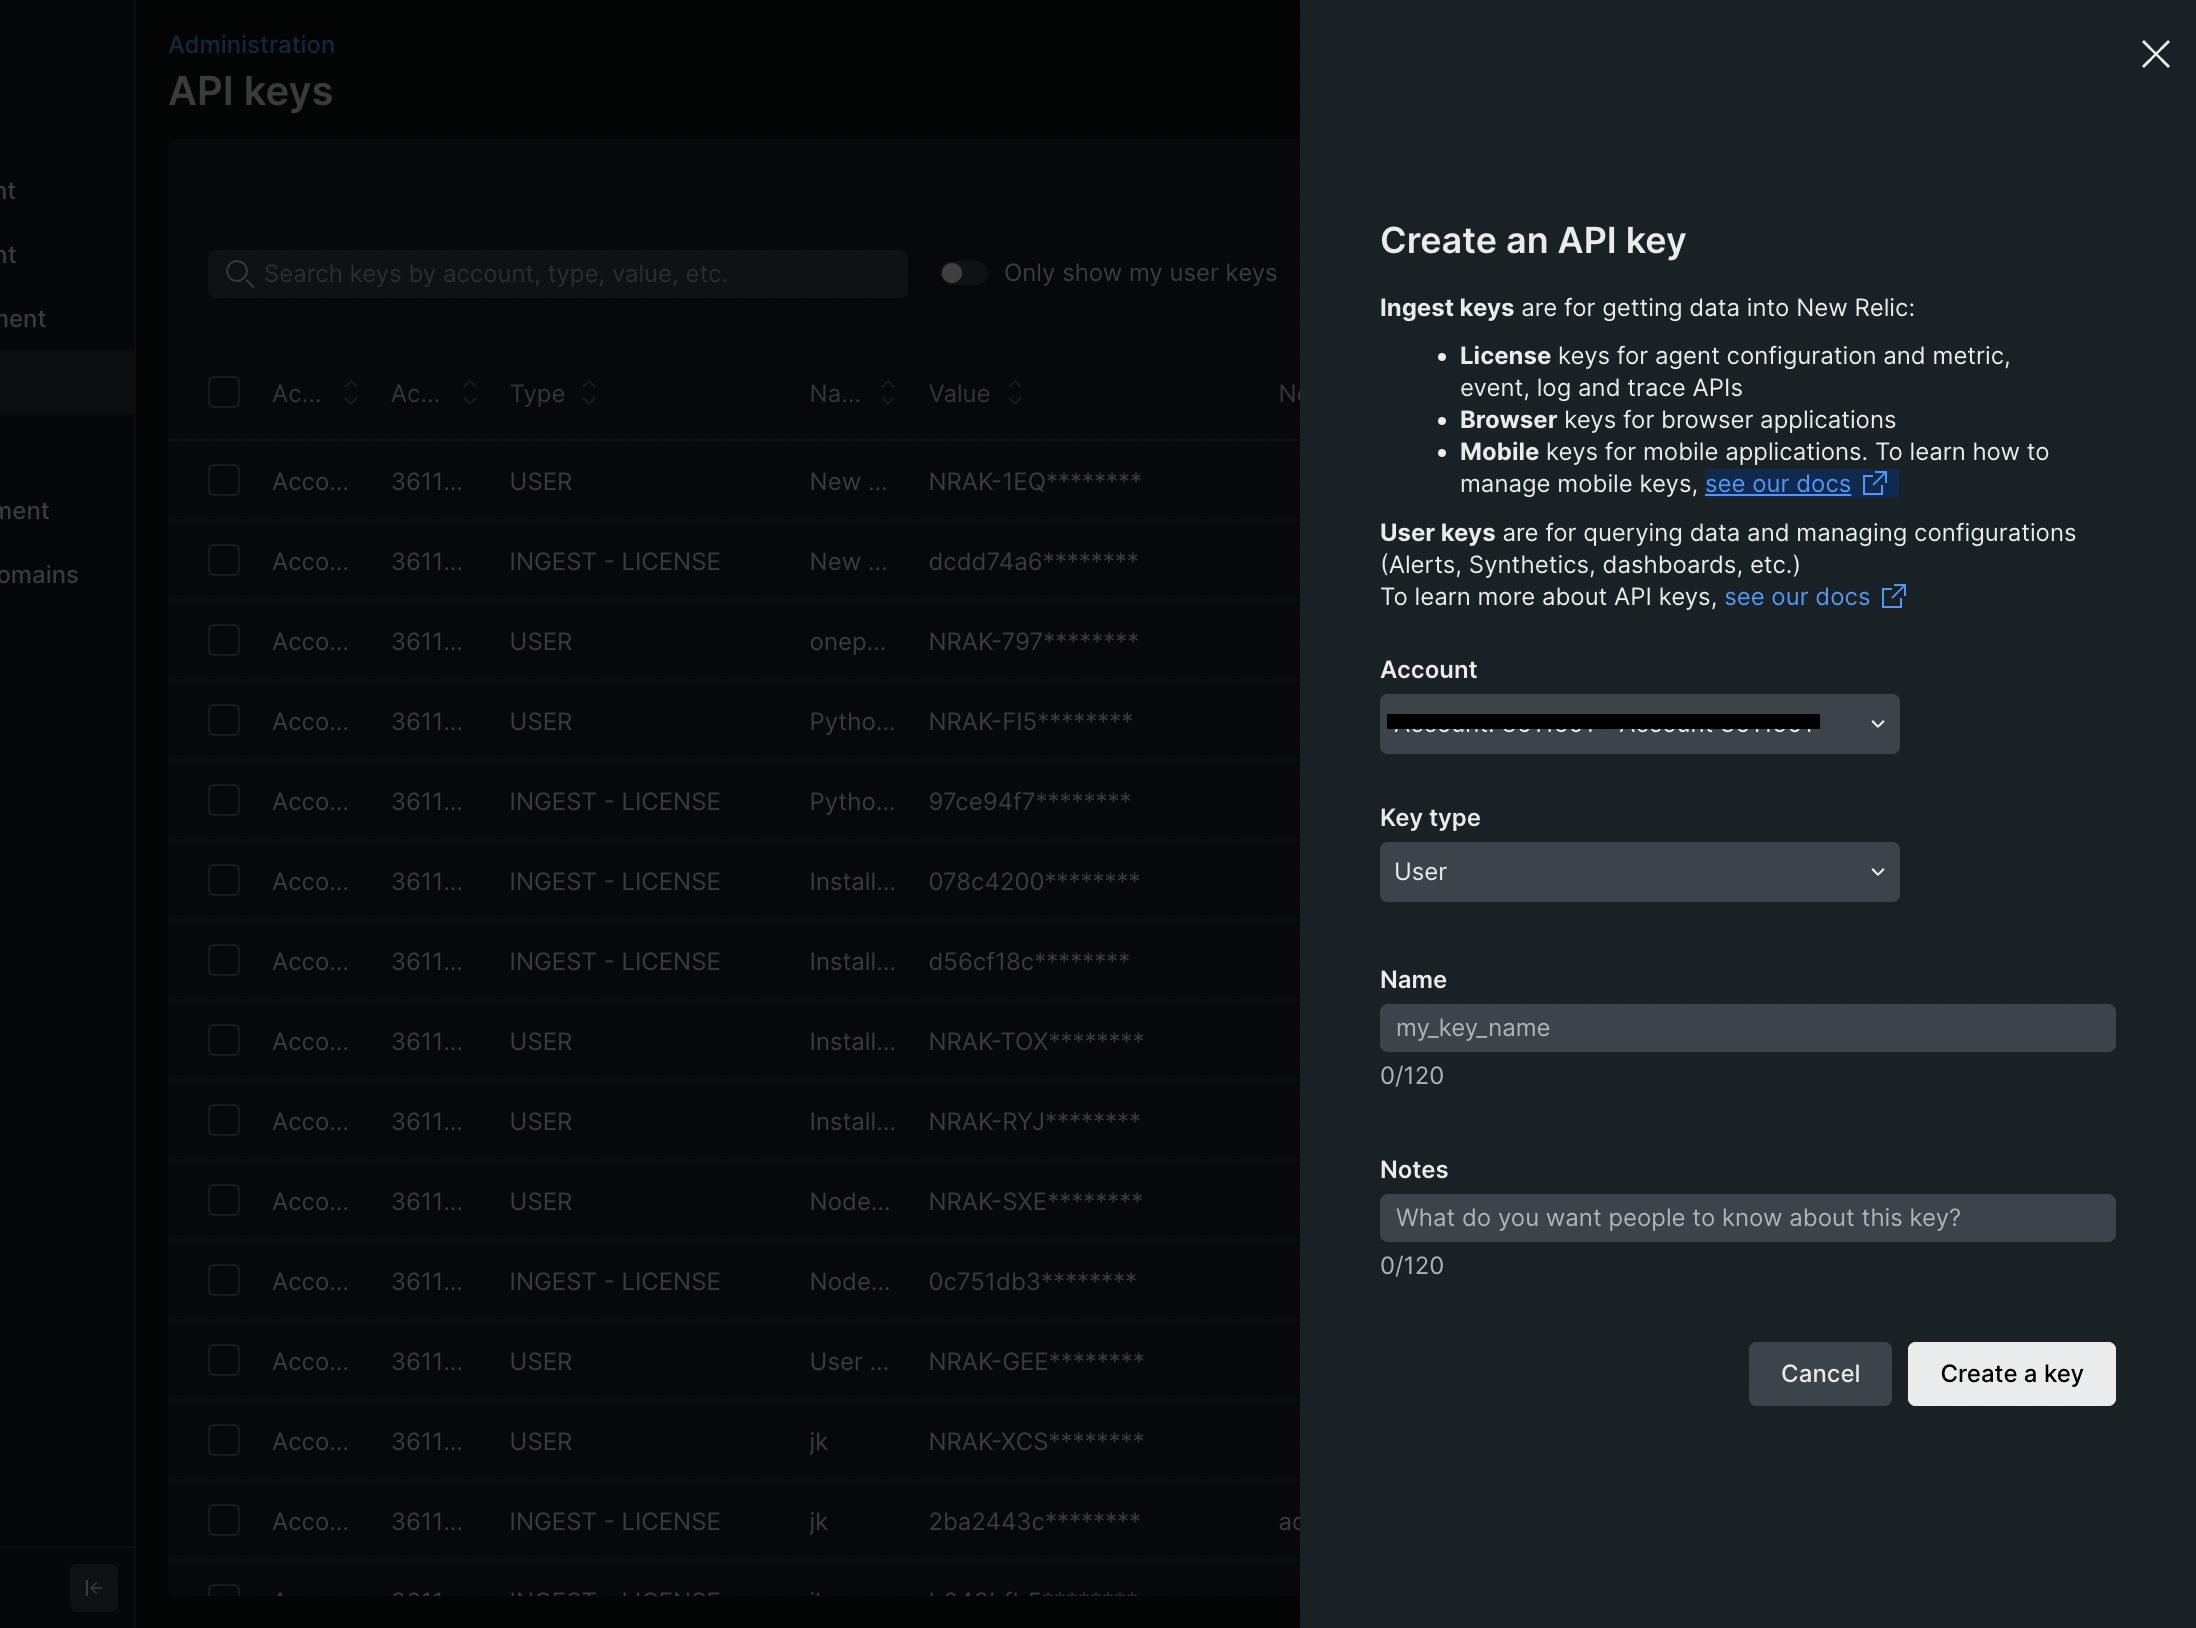 Administration
API keys
nt
nt
ment
ment
omains
Search keys by account, type, value, etc.
Only show my user keys
Ac... Ac... Type Na... Value
Acco... 3611... USER New ... NRAK-1EQ********
Acco... 3611... INGEST - LICENSE New ... dcdd74a6********
Acco... 3611... USER onep... NRAK-797********
Acco... 3611... USER Pytho... NRAK-FI5********
Acco... 3611... INGEST - LICENSE Pytho... 97ce94f7********
Acco... 3611... INGEST - LICENSE Install... 078c4200********
Acco... 3611... INGEST - LICENSE Install... d56cf18c********
Acco... 3611... USER Install... NRAK-TOX********
Acco... 3611... USER Install... NRAK-RYJ********
Acco... 3611... USER Node... NRAK-SXE********
Acco... 3611... INGEST - LICENSE Node... 0c751db3********
Acco... 3611... USER User ... NRAK-GEE********
Acco... 3611... USER jk NRAK-XCS********
Acco... 3611... INGEST - LICENSE jk 2ba2443c********
Create an API key
Ingest keys are for getting data into New Relic:
• License keys for agent configuration and metric,
event, log and trace APIs
• Browser keys for browser applications
• Mobile keys for mobile applications. To learn how to
manage mobile keys, see our docs
User keys are for querying data and managing configurations
(Alerts, Synthetics, dashboards, etc.)
To learn more about API keys, see our docs
Account
Key type
User
Name
my_key_name
0/120
Notes
What do you want people to know about this key?
0/120
Cancel
Create a key